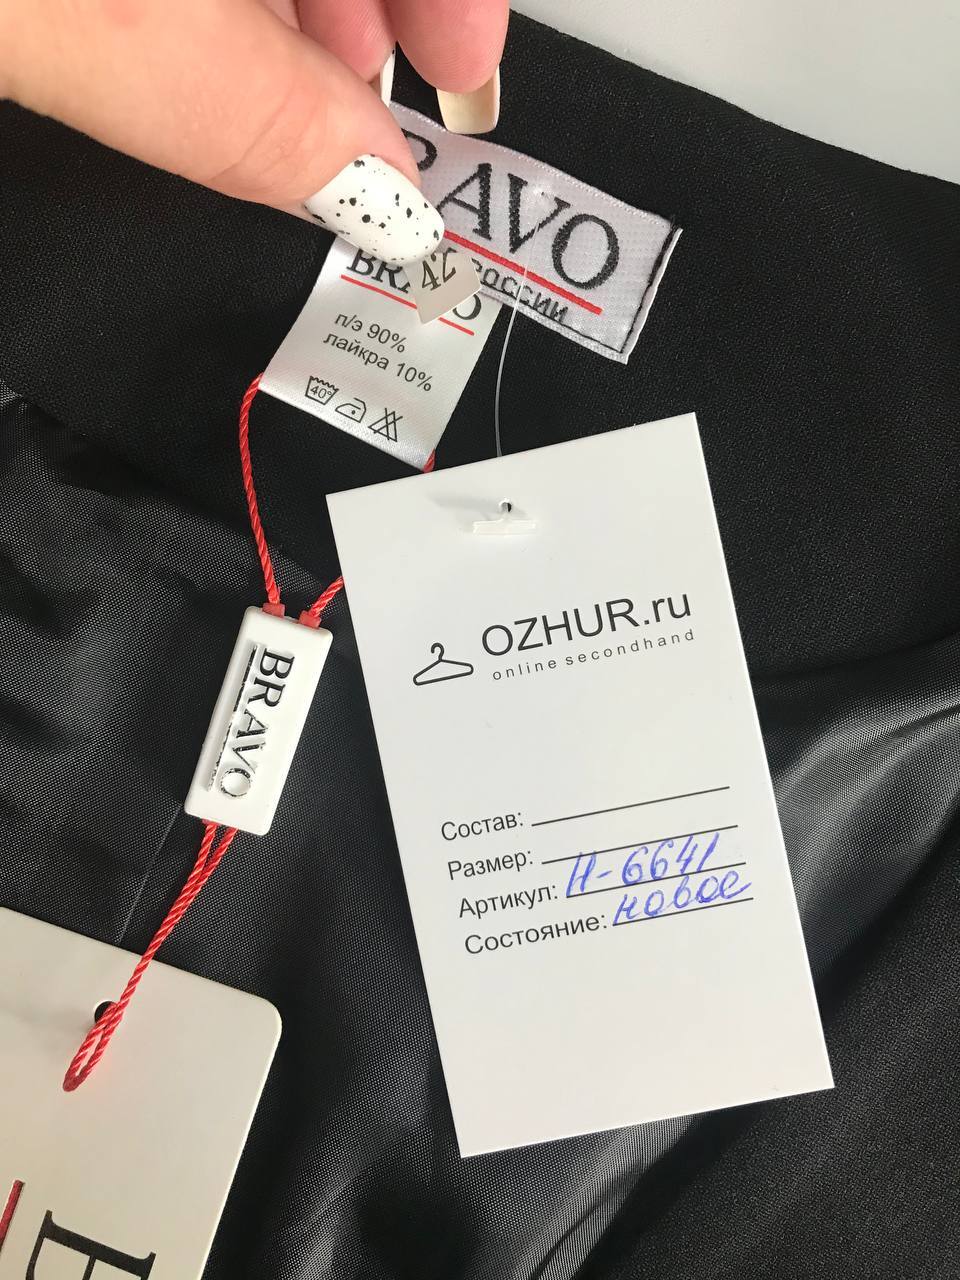 BRAVO
России
BRAVO
42
п/э 90%
лайкра 10%
40°
BRAVO
OZHUR.ru
online secondhand
Состав:
Размер:
Артикул: Н-6641
Состояние: новое